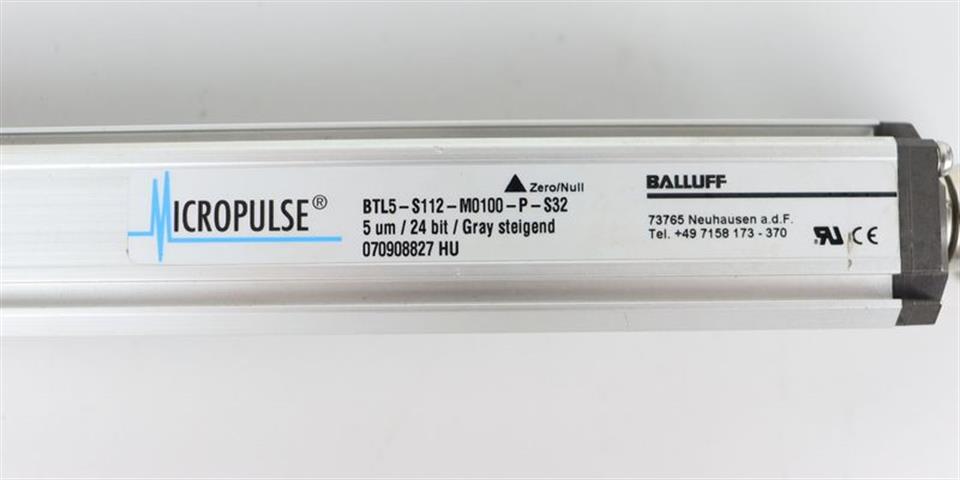 MICROPULSE®
▲ Zero/Null
BTL5-S112-M0100-P-S32
5 um / 24 bit / Gray steigend
070908827 HU
BALLUFF
73765 Neuhausen a.d.F.
Tel. +49 7158 173 - 370
RU CE